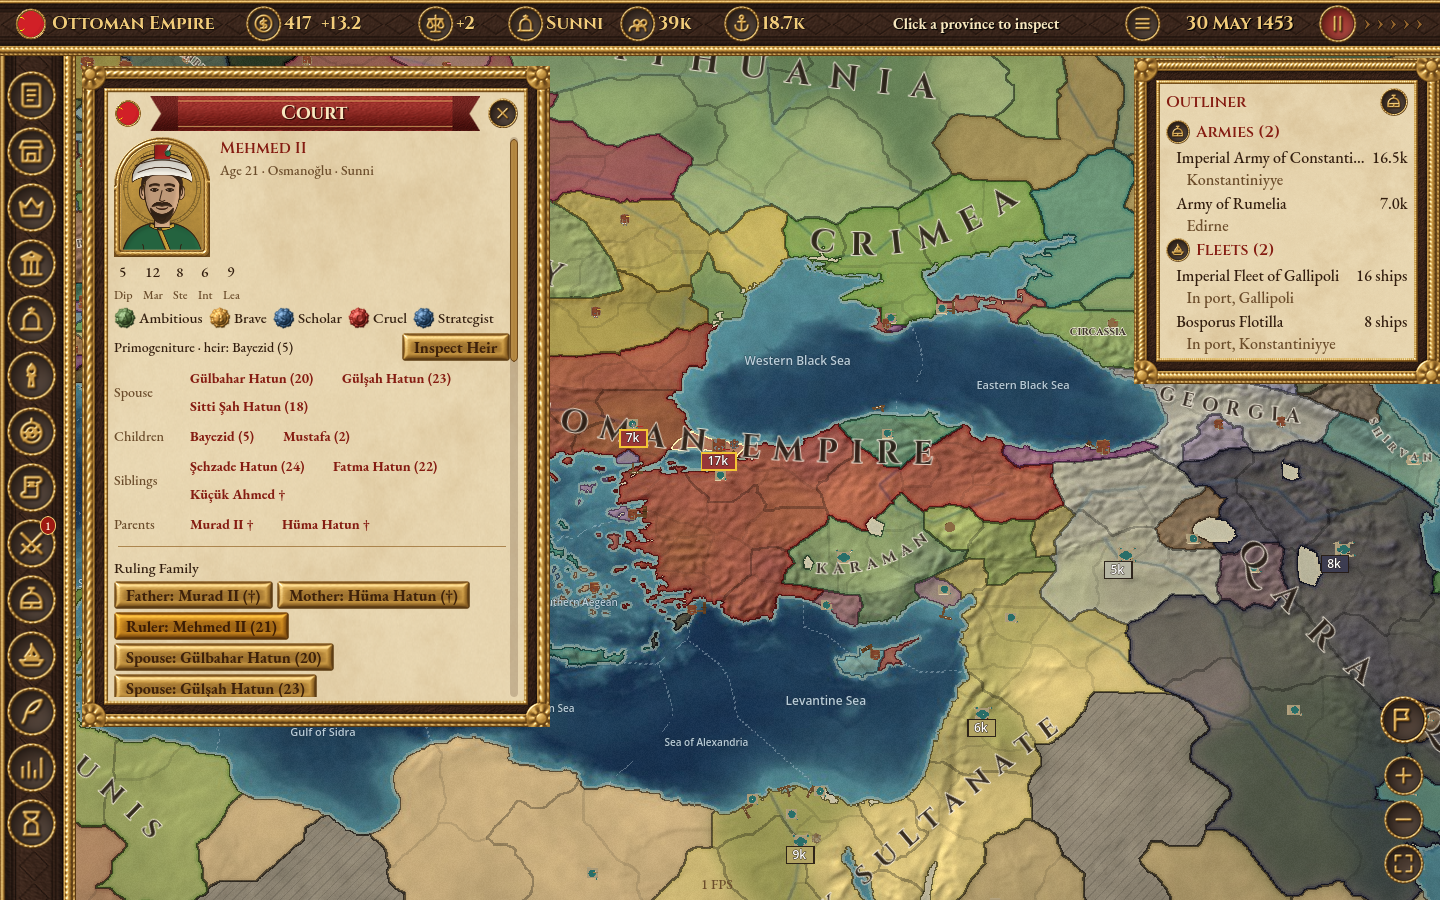 OTTOMAN EMPIRE 417 +13.2 +2 SUNNI 39K 18.7K Click a province to inspect 30 MAY 1453
COURT
MEHMED II
Age 21 · Osmanoğlu · Sunni
5 12 8 6 9
Dip Mar Ste Int Lea
Ambitious Brave Scholar Cruel Strategist
Primogeniture · heir: Bayezid (5) Inspect Heir
Spouse Gülbahar Hatun (20) Gülşah Hatun (23)
Sitti Şah Hatun (18)
Children Bayezid (5) Mustafa (2)
Siblings Şehzade Hatun (24) Fatma Hatun (22)
Küçük Ahmed †
Parents Murad II † Hüma Hatun †
Ruling Family
Father: Murad II (†) Mother: Hüma Hatun (†)
Ruler: Mehmed II (21)
Spouse: Gülbahar Hatun (20)
Spouse: Gülşah Hatun (23)
1
OUTLINER
ARMIES (2)
Imperial Army of Constanti... 16.5k
Konstantiniyye
Army of Rumelia 7.0k
Edirne
FLEETS (2)
Imperial Fleet of Gallipoli 16 ships
In port, Gallipoli
Bosporus Flotilla 8 ships
In port, Konstantiniyye
THUANIA
CRIMEA
Y
CIRCASSIA
Western Black Sea
Eastern Black Sea
GEORGIA
SHIRVAN
OMAN EMPIRE
7k
17k
KARAMAN
5k
8k
QARA
Q
thern Aegean
Levantine Sea
n Sea
Gulf of Sidra
Sea of Alexandria
6k
9k
SULTANATE
UNIS
1 FPS